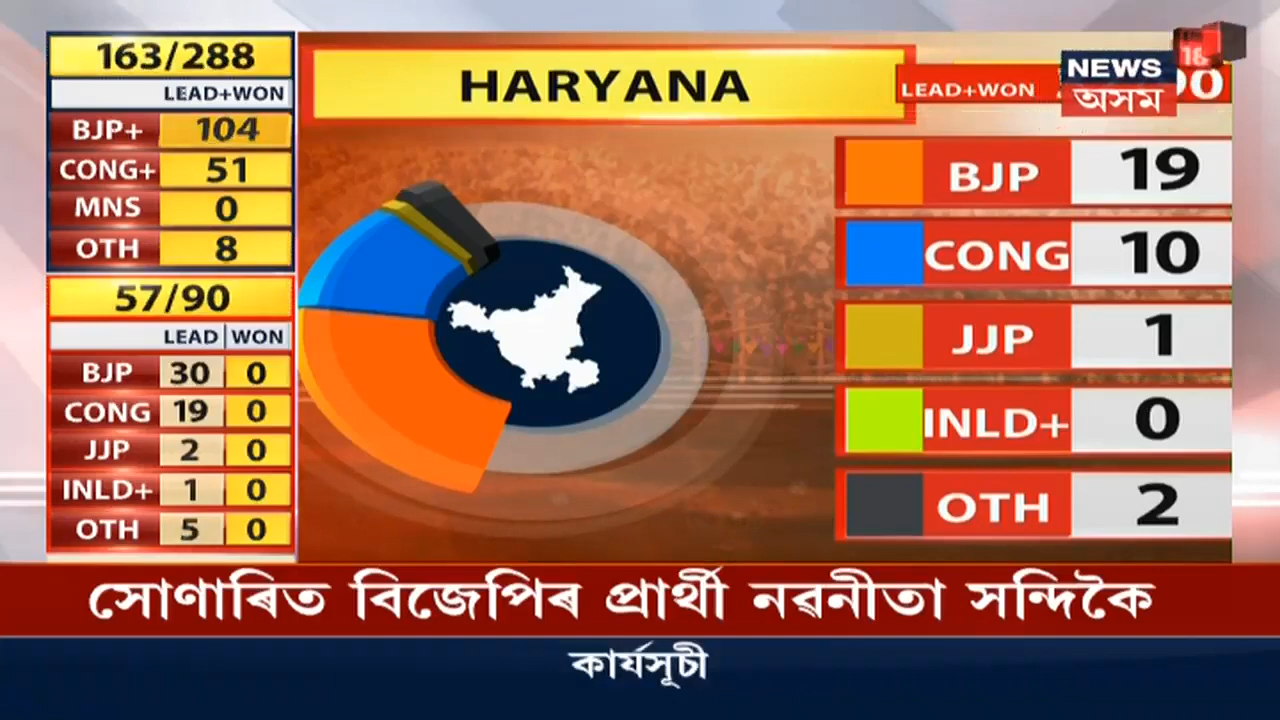 163/288
LEAD+WON
BJP+ 104
CONG+ 51
MNS 0
OTH 8
57/90
LEAD WON
BJP 30 0
CONG 19 0
JJP 2 0
INLD+ 1 0
OTH 5 0
HARYANA
LEAD+WON
18
NEWS
অসম
BJP 19
CONG 10
JJP 1
INLD+ 0
OTH 2
সোণাৰিত বিজেপিৰ প্ৰাৰ্থী নৱনীতা সন্দিকৈ
কাৰ্যসূচী